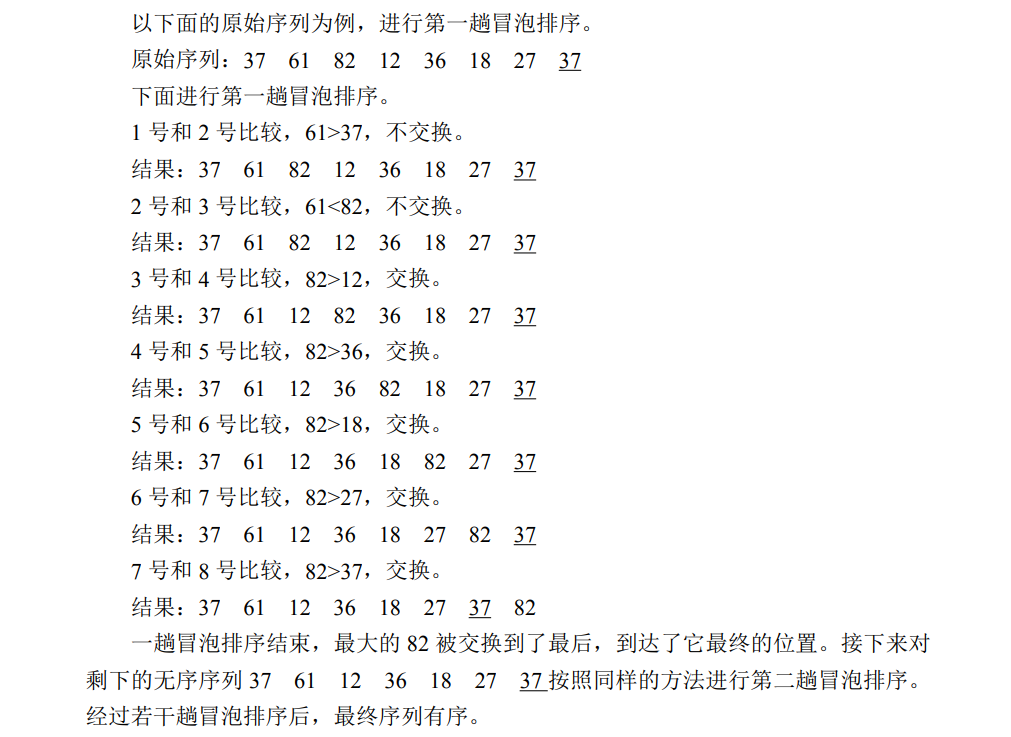 以下面的原始序列为例，进行第一趟冒泡排序。
原始序列：37 61 82 12 36 18 27 37
下面进行第一趟冒泡排序。
1 号和 2 号比较，61>37，不交换。
结果：37 61 82 12 36 18 27 37
2 号和 3 号比较，61<82，不交换。
结果：37 61 82 12 36 18 27 37
3 号和 4 号比较，82>12，交换。
结果：37 61 12 82 36 18 27 37
4 号和 5 号比较，82>36，交换。
结果：37 61 12 36 82 18 27 37
5 号和 6 号比较，82>18，交换。
结果：37 61 12 36 18 82 27 37
6 号和 7 号比较，82>27，交换。
结果：37 61 12 36 18 27 82 37
7 号和 8 号比较，82>37，交换。
结果：37 61 12 36 18 27 37 82
一趟冒泡排序结束，最大的 82 被交换到了最后，到达了它最终的位置。接下来对
剩下的无序序列 37 61 12 36 18 27 37 按照同样的方法进行第二趟冒泡排序。
经过若干趟冒泡排序后，最终序列有序。